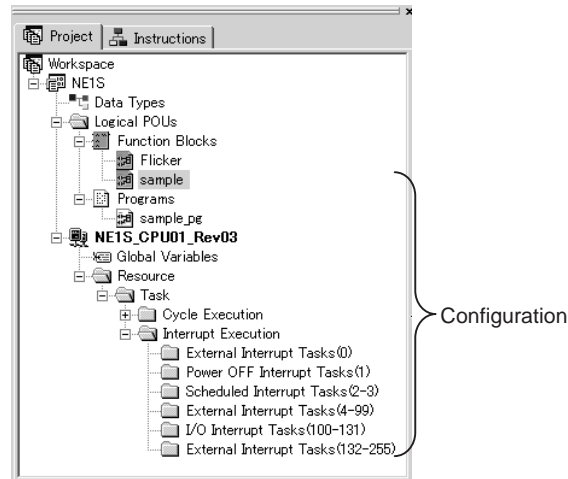 Project Instructions
Workspace
NE1S
Data Types
Logical POUs
Function Blocks
Flicker
sample
Programs
sample_pg
NE1S_CPU01_Rev03
Global Variables
Resource
Task
Cycle Execution
Interrupt Execution
External Interrupt Tasks(0)
Power OFF Interrupt Tasks(1)
Scheduled Interrupt Tasks(2-3)
External Interrupt Tasks(4-99)
I/O Interrupt Tasks(100-131)
External Interrupt Tasks(132-255)
Configuration